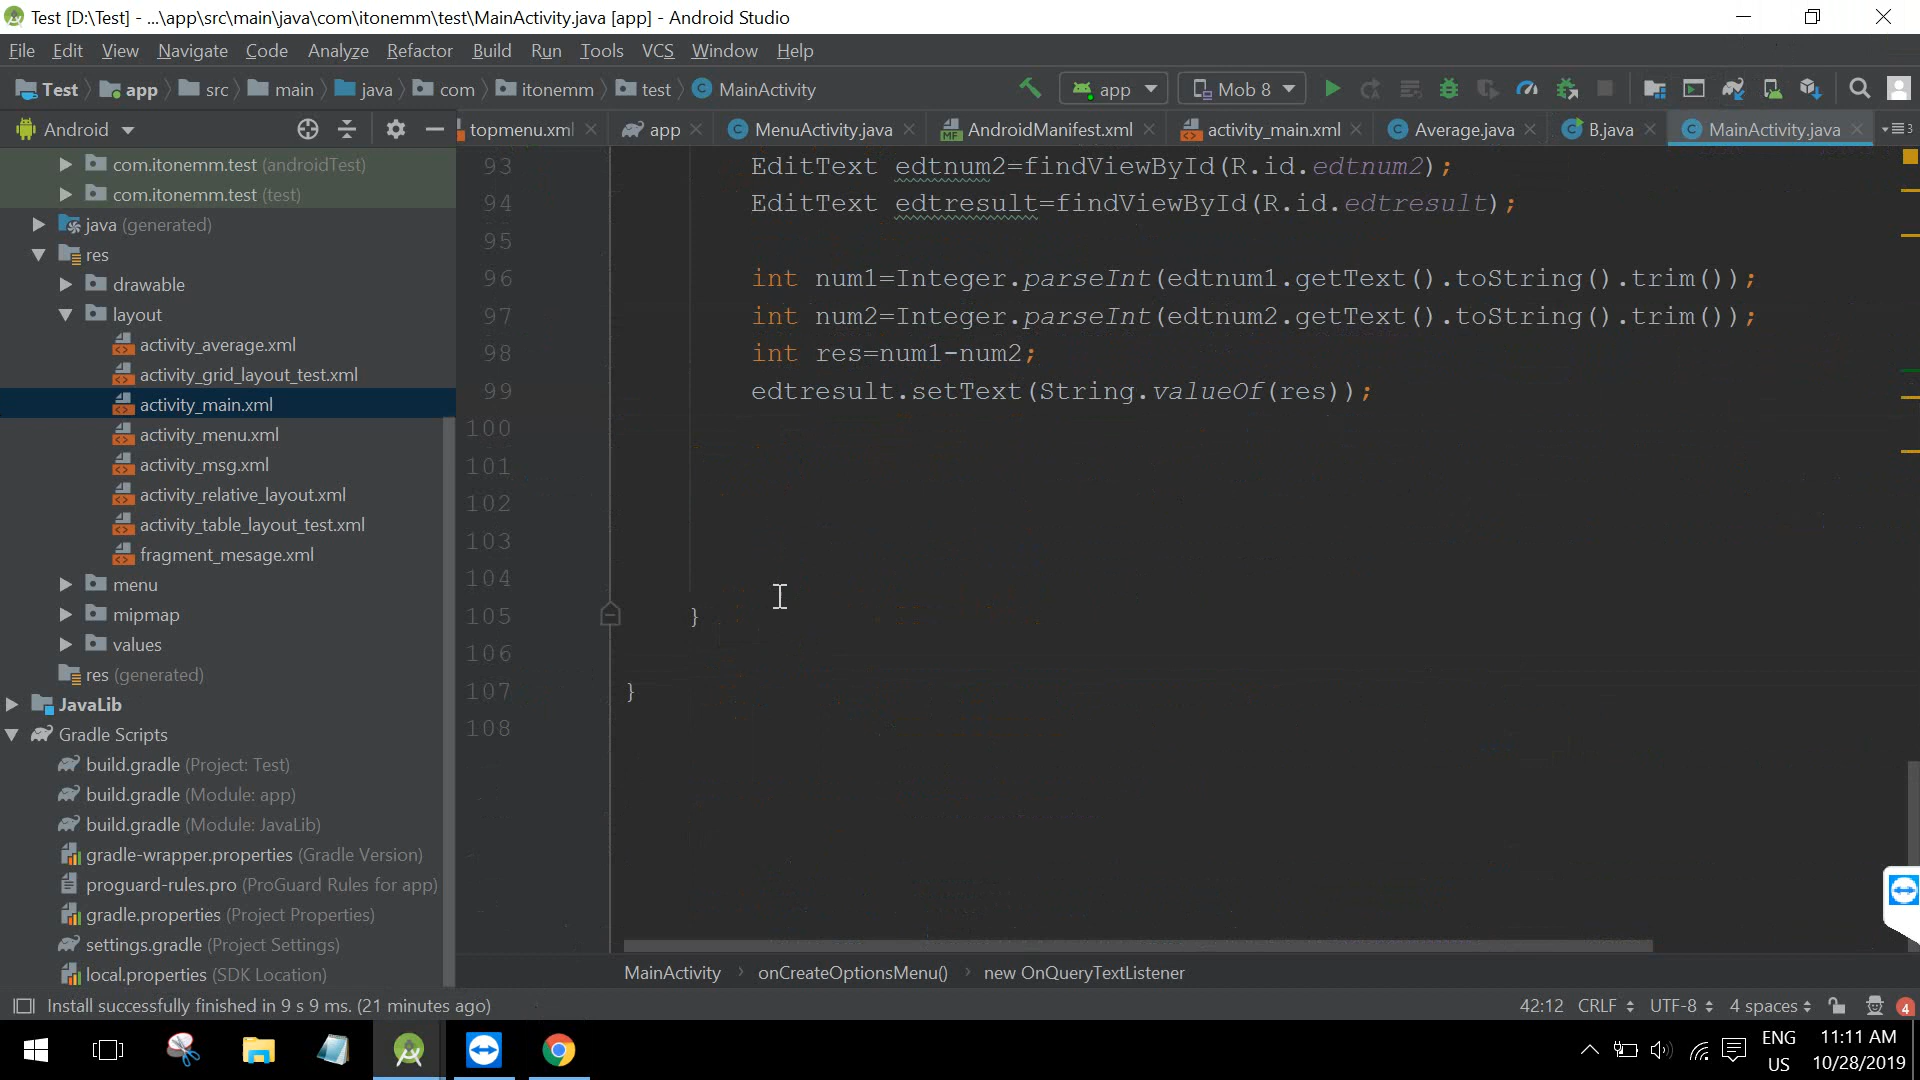 Test [D:\Test] - ...\app\src\main\java\com\itonemm\test\MainActivity.java [app] - Android Studio
File Edit View Navigate Code Analyze Refactor Build Run Tools VCS Window Help
Test app src main java com itonemm test MainActivity app Mob 8
Android topmenu.xml app MenuActivity.java AndroidManifest.xml activity_main.xml Average.java B.java MainActivity.java 3
com.itonemm.test (androidTest)
com.itonemm.test (test)
java (generated)
res
drawable
layout
activity_average.xml
activity_grid_layout_test.xml
activity_main.xml
activity_menu.xml
activity_msg.xml
activity_relative_layout.xml
activity_table_layout_test.xml
fragment_mesage.xml
menu
mipmap
values
res (generated)
JavaLib
Gradle Scripts
build.gradle (Project: Test)
build.gradle (Module: app)
build.gradle (Module: JavaLib)
gradle-wrapper.properties (Gradle Version)
proguard-rules.pro (ProGuard Rules for app)
gradle.properties (Project Properties)
settings.gradle (Project Settings)
local.properties (SDK Location)
93 EditText edtnum2=findViewById(R.id.edtnum2);
94 EditText edtresult=findViewById(R.id.edtresult);
95
96 int num1=Integer.parseInt(edtnum1.getText().toString().trim());
97 int num2=Integer.parseInt(edtnum2.getText().toString().trim());
98 int res=num1-num2;
99 edtresult.setText(String.valueOf(res));
100
101
102
103
104
105 }
106
107 }
108
MainActivity › onCreateOptionsMenu() › new OnQueryTextListener
Install successfully finished in 9 s 9 ms. (21 minutes ago) 42:12 CRLF UTF-8 4 spaces 4
ENG
US
11:11 AM
10/28/2019